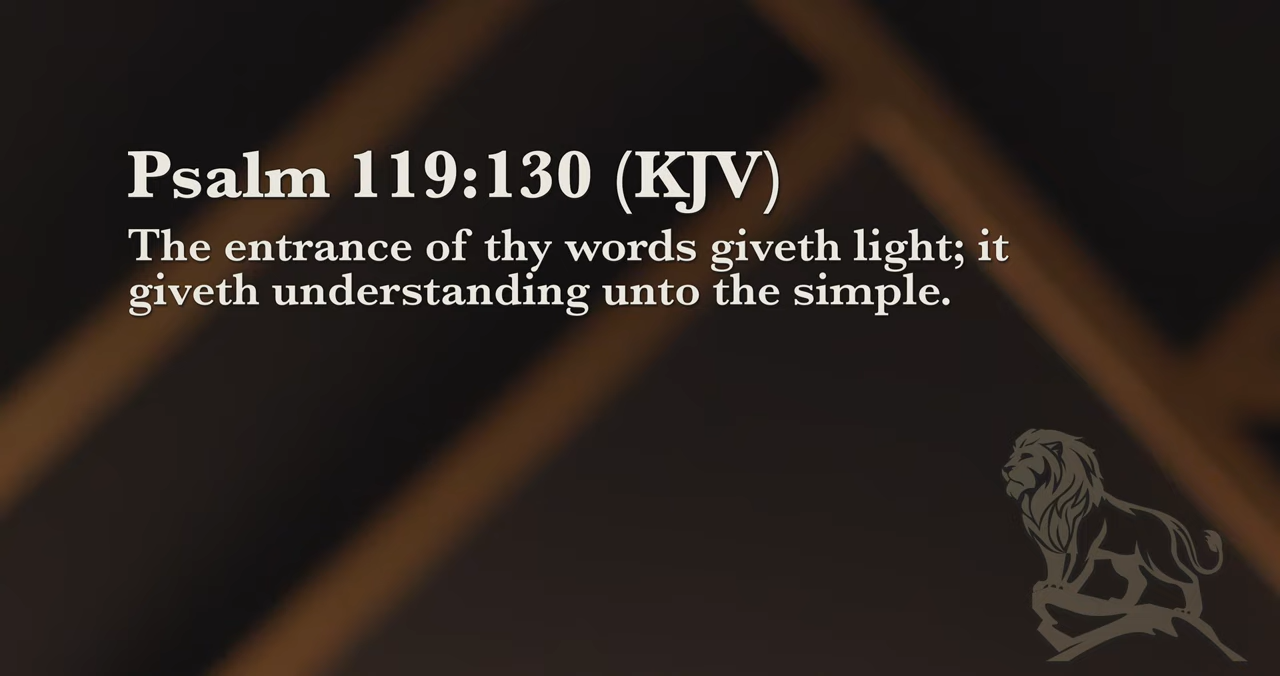 Psalm 119:130 (KJV)
The entrance of thy words giveth light; it
giveth understanding unto the simple.